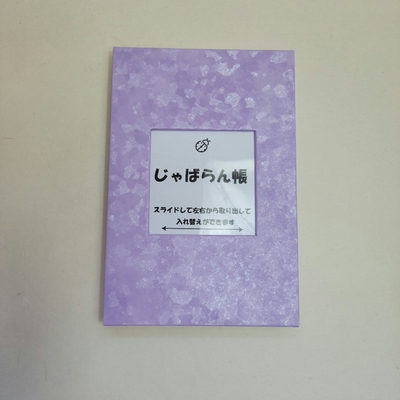 じゃばらん帳
スライドして左右から取り出して
入れ替えができます